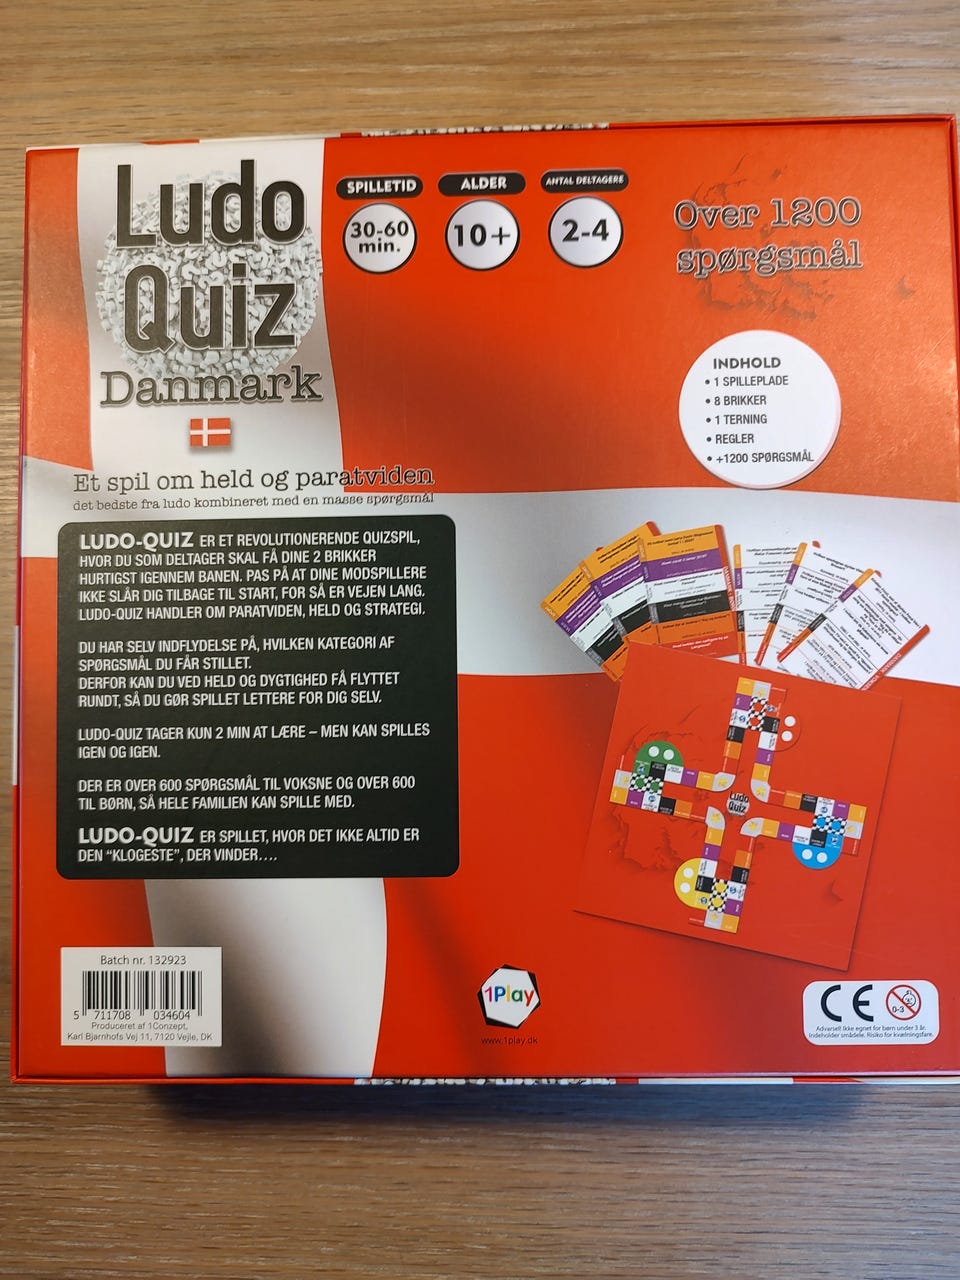 Ludo
Quiz
Danmark
SPILLETID
30-60
min.
ALDER
10+
ANTAL DELTAGERE
2-4
Over 1200
spørgsmål
INDHOLD
• 1 SPILLEPLADE
• 8 BRIKKER
• 1 TERNING
• REGLER
• +1200 SPØRGSMÅL
Et spil om held og paratviden
det bedste fra ludo kombineret med en masse spørgsmål
LUDO-QUIZ ER ET REVOLUTIONERENDE QUIZSPIL,
HVOR DU SOM DELTAGER SKAL FÅ DINE 2 BRIKKER
HURTIGST IGENNEM BANEN. PAS PÅ AT DINE MODSPILLERE
IKKE SLÅR DIG TILBAGE TIL START, FOR SÅ ER VEJEN LANG.
LUDO-QUIZ HANDLER OM PARATVIDEN, HELD OG STRATEGI.
DU HAR SELV INDFLYDELSE PÅ, HVILKEN KATEGORI AF
SPØRGSMÅL DU FÅR STILLET.
DERFOR KAN DU VED HELD OG DYGTIGHED FÅ FLYTTET
RUNDT, SÅ DU GØR SPILLET LETTERE FOR DIG SELV.
LUDO-QUIZ TAGER KUN 2 MIN AT LÆRE – MEN KAN SPILLES
IGEN OG IGEN.
DER ER OVER 600 SPØRGSMÅL TIL VOKSNE OG OVER 600
TIL BØRN, SÅ HELE FAMILIEN KAN SPILLE MED.
LUDO-QUIZ ER SPILLET, HVOR DET IKKE ALTID ER
DEN "KLOGESTE", DER VINDER....
Ludo
Quiz
Batch nr. 132923
5 711708 034604
Produceret af 1Conzept,
Karl Bjarnhofs Vej 11, 7120 Vejle, DK
1Play
www.1play.dk
CE
0-3
Advarsel! Ikke egnet for børn under 3 år.
Indeholder smådele. Risiko for kvælningsfare.